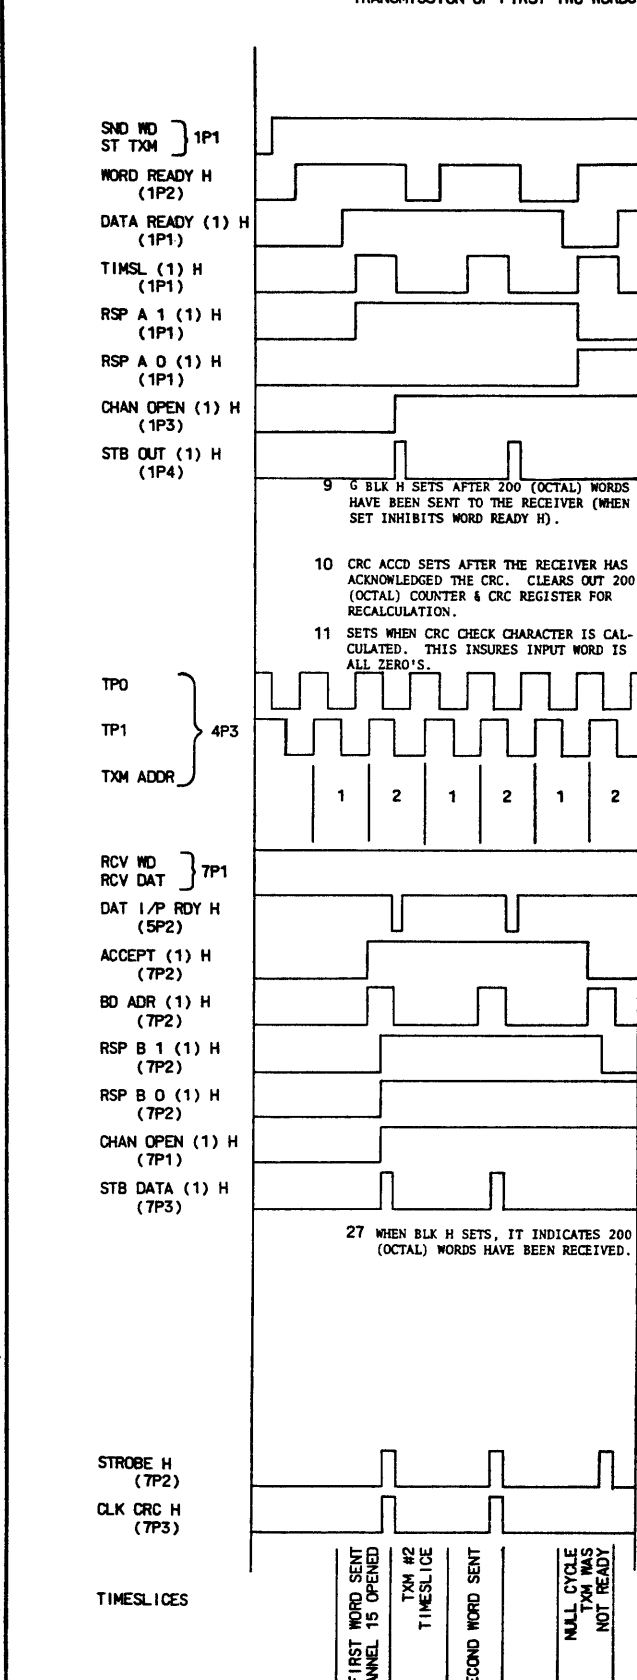 TRANSMISSION OF FIRST TWO WORDS
SND WD
ST TXM
1P1
WORD READY H
(1P2)
DATA READY (1) H
(1P1)
TIMSL (1) H
(1P1)
RSP A 1 (1) H
(1P1)
RSP A 0 (1) H
(1P1)
CHAN OPEN (1) H
(1P3)
STB OUT (1) H
(1P4)
9 G BLK H SETS AFTER 200 (OCTAL) WORDS
HAVE BEEN SENT TO THE RECEIVER (WHEN
SET INHIBITS WORD READY H).
10 CRC ACCD SETS AFTER THE RECEIVER HAS
ACKNOWLEDGED THE CRC. CLEARS OUT 200
(OCTAL) COUNTER & CRC REGISTER FOR
RECALCULATION.
11 SETS WHEN CRC CHECK CHARACTER IS CAL-
CULATED. THIS INSURES INPUT WORD IS
ALL ZERO'S.
TP0
TP1
4P3
TXM ADDR
1 2 1 2 1 2
RCV WD
RCV DAT
7P1
DAT I/P RDY H
(5P2)
ACCEPT (1) H
(7P2)
BD ADR (1) H
(7P2)
RSP B 1 (1) H
(7P2)
RSP B 0 (1) H
(7P2)
CHAN OPEN (1) H
(7P1)
STB DATA (1) H
(7P3)
27 WHEN BLK H SETS, IT INDICATES 200
(OCTAL) WORDS HAVE BEEN RECEIVED.
STROBE H
(7P2)
CLK CRC H
(7P3)
TIMESLICES
FIRST WORD SENT
ANNEL 15 OPENED
TXM #2
TIMESLICE
ECOND WORD SENT
NULL CYCLE
TXM WAS
NOT READY